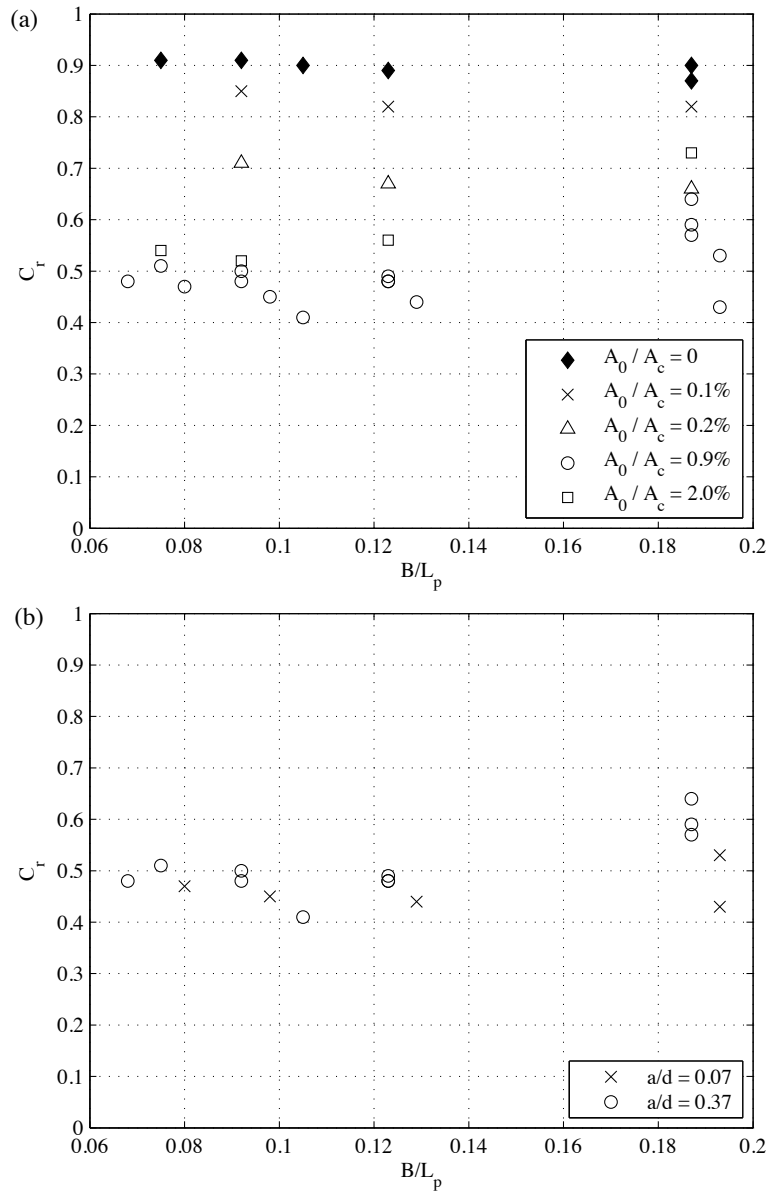 (a)
1
0.9
0.8
0.7
0.6
0.5
0.4
0.3
0.2
0.1
0
C_r
0.06 0.08 0.1 0.12 0.14 0.16 0.18 0.2
B/L_p
A_0 / A_c = 0
A_0 / A_c = 0.1%
A_0 / A_c = 0.2%
A_0 / A_c = 0.9%
A_0 / A_c = 2.0%
(b)
1
0.9
0.8
0.7
0.6
0.5
0.4
0.3
0.2
0.1
0
C_r
0.06 0.08 0.1 0.12 0.14 0.16 0.18 0.2
B/L_p
a/d = 0.07
a/d = 0.37